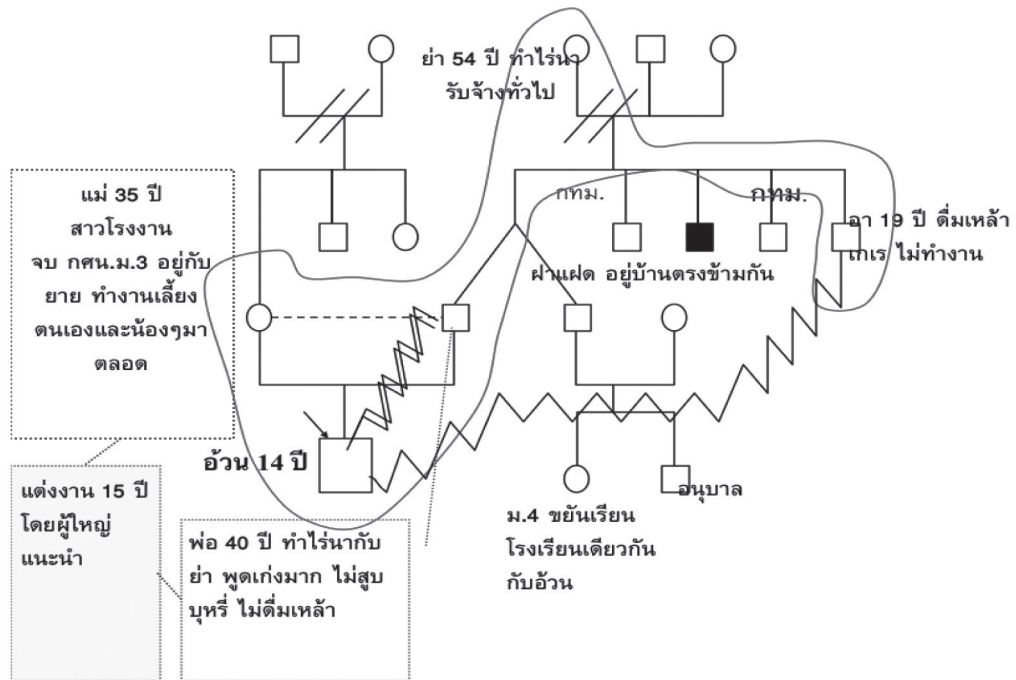 ย่า 54 ปี ทำไร่นา
รับจ้างทั่วไป
แม่ 35 ปี
สาวโรงงาน
จบ กศน.ม.3 อยู่กับ
ยาย ทำงานเลี้ยง
ตนเองและน้องๆมา
ตลอด
กทม.
กทม.
อา 19 ปี ดื่มเหล้า
เกเร ไม่ทำงาน
ฝาแฝด อยู่บ้านตรงข้ามกัน
อ้วน 14 ปี
แต่งงาน 15 ปี
โดยผู้ใหญ่
แนะนำ
พ่อ 40 ปี ทำไร่นากับ
ย่า พูดเก่งมาก ไม่สูบ
บุหรี่ ไม่ดื่มเหล้า
อนุบาล
ม.4 ขยันเรียน
โรงเรียนเดียวกัน
กับอ้วน